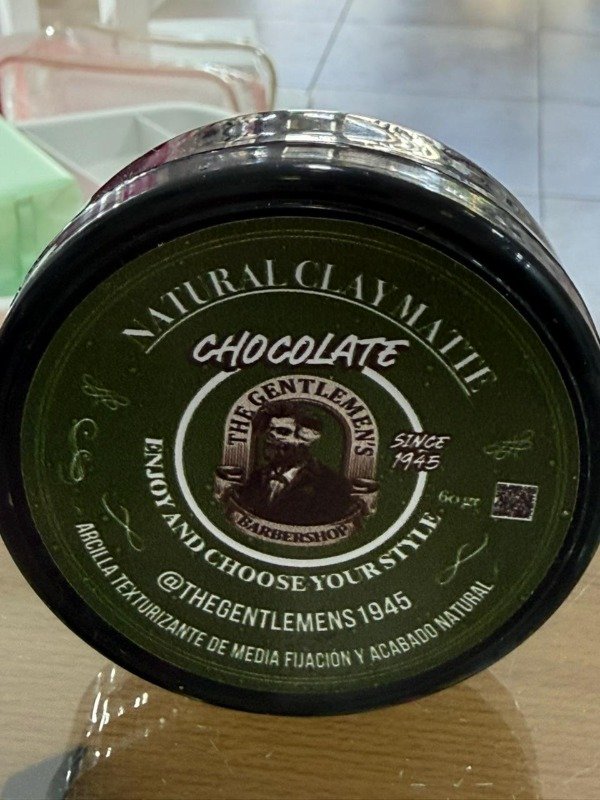 NATURAL CLAY MATTE
CHOCOLATE
THE GENTLEMEN'S
BARBERSHOP
SINCE
1945
60 gr
ENJOY AND CHOOSE YOUR STYLE
@THEGENTLEMENS1945
ARCILLA TEXTURIZANTE DE MEDIA FIJACIÓN Y ACABADO NATURAL